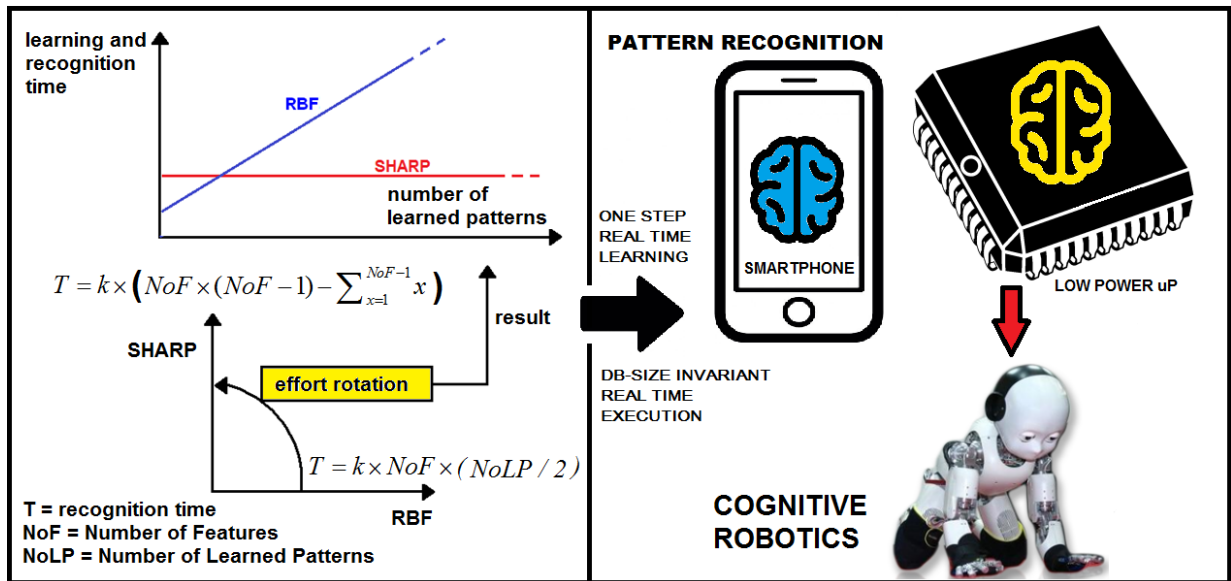 learning and
recognition
time
RBF
SHARP
number of
learned patterns
T = k × (NoF × (NoF − 1) − ∑_{x=1}^{NoF−1} x)
result
SHARP
effort rotation
T = k × NoF × (NoLP / 2)
RBF
T = recognition time
NoF = Number of Features
NoLP = Number of Learned Patterns
PATTERN RECOGNITION
SMARTPHONE
LOW POWER uP
ONE STEP
REAL TIME
LEARNING
DB-SIZE INVARIANT
REAL TIME
EXECUTION
COGNITIVE
ROBOTICS